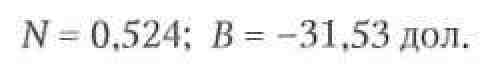 N = 0,524; B = –31,53 дол.